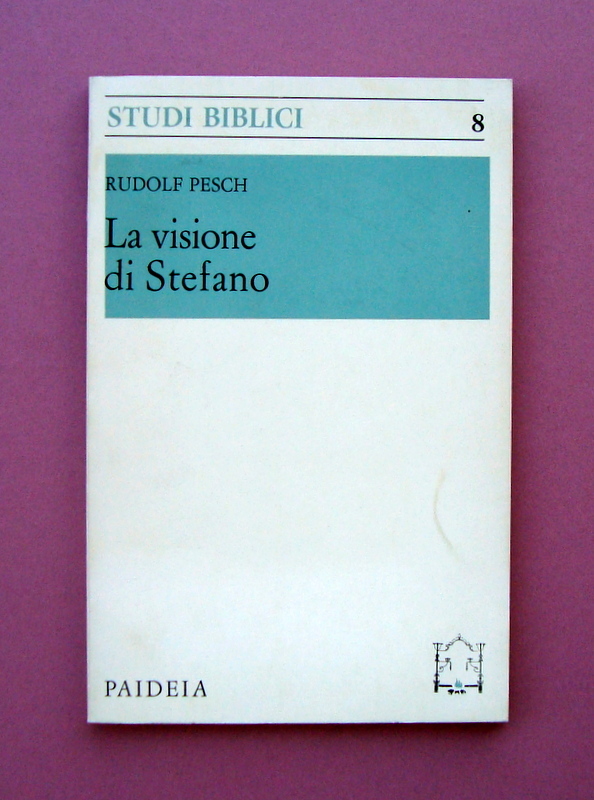 STUDI BIBLICI 8
RUDOLF PESCH
La visione
di Stefano
PAIDEIA